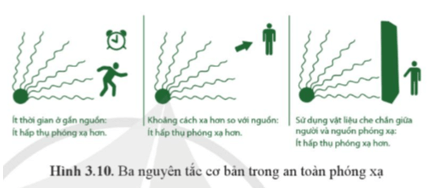 Ít thời gian ở gần nguồn:
Ít hấp thụ phóng xạ hơn.
Khoảng cách xa hơn so với nguồn:
Ít hấp thụ phóng xạ hơn.
Sử dụng vật liệu che chắn giữa
người và nguồn phóng xạ:
Ít hấp thụ phóng xạ hơn.
Hình 3.10. Ba nguyên tắc cơ bản trong an toàn phóng xạ